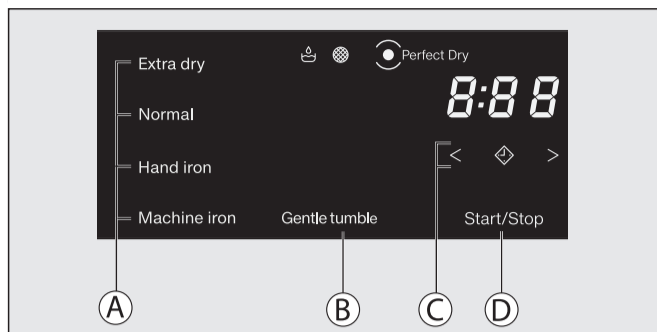 Extra dry
Perfect Dry
8:88
Normal
< >
Hand iron
Machine iron
Gentle tumble
Start/Stop
A
B
C
D